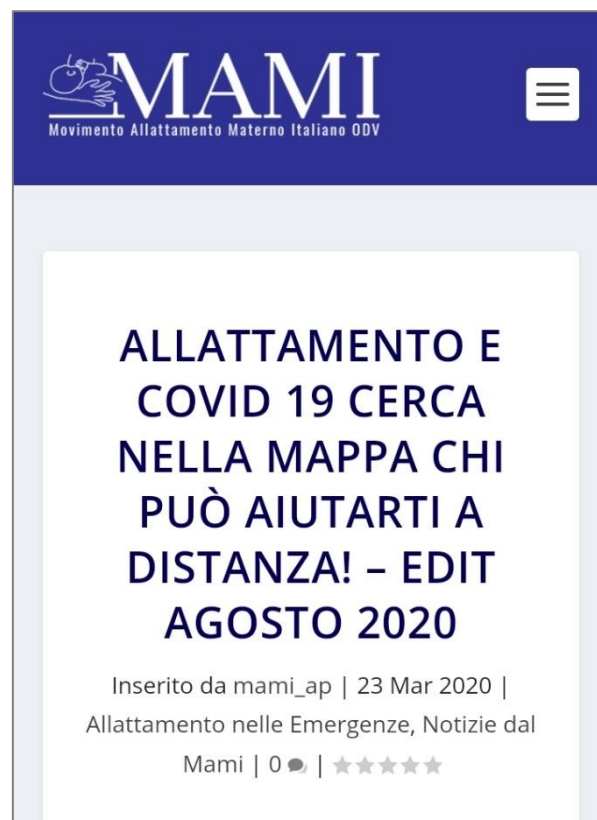 MAMI
Movimento Allattamento Materno Italiano ODV
ALLATTAMENTO E
COVID 19 CERCA
NELLA MAPPA CHI
PUÒ AIUTARTI A
DISTANZA! – EDIT
AGOSTO 2020
Inserito da mami_ap | 23 Mar 2020 |
Allattamento nelle Emergenze, Notizie dal
Mami | 0 |